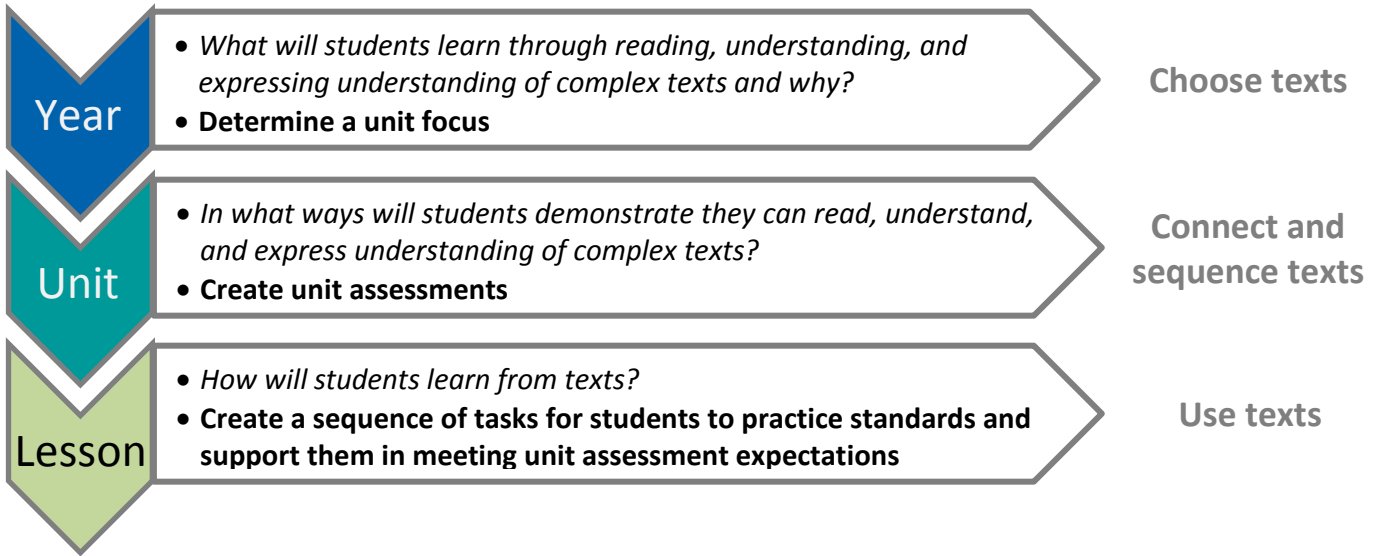 Year
• What will students learn through reading, understanding, and
expressing understanding of complex texts and why?
• Determine a unit focus
Choose texts
Unit
• In what ways will students demonstrate they can read, understand,
and express understanding of complex texts?
• Create unit assessments
Connect and
sequence texts
Lesson
• How will students learn from texts?
• Create a sequence of tasks for students to practice standards and
support them in meeting unit assessment expectations
Use texts